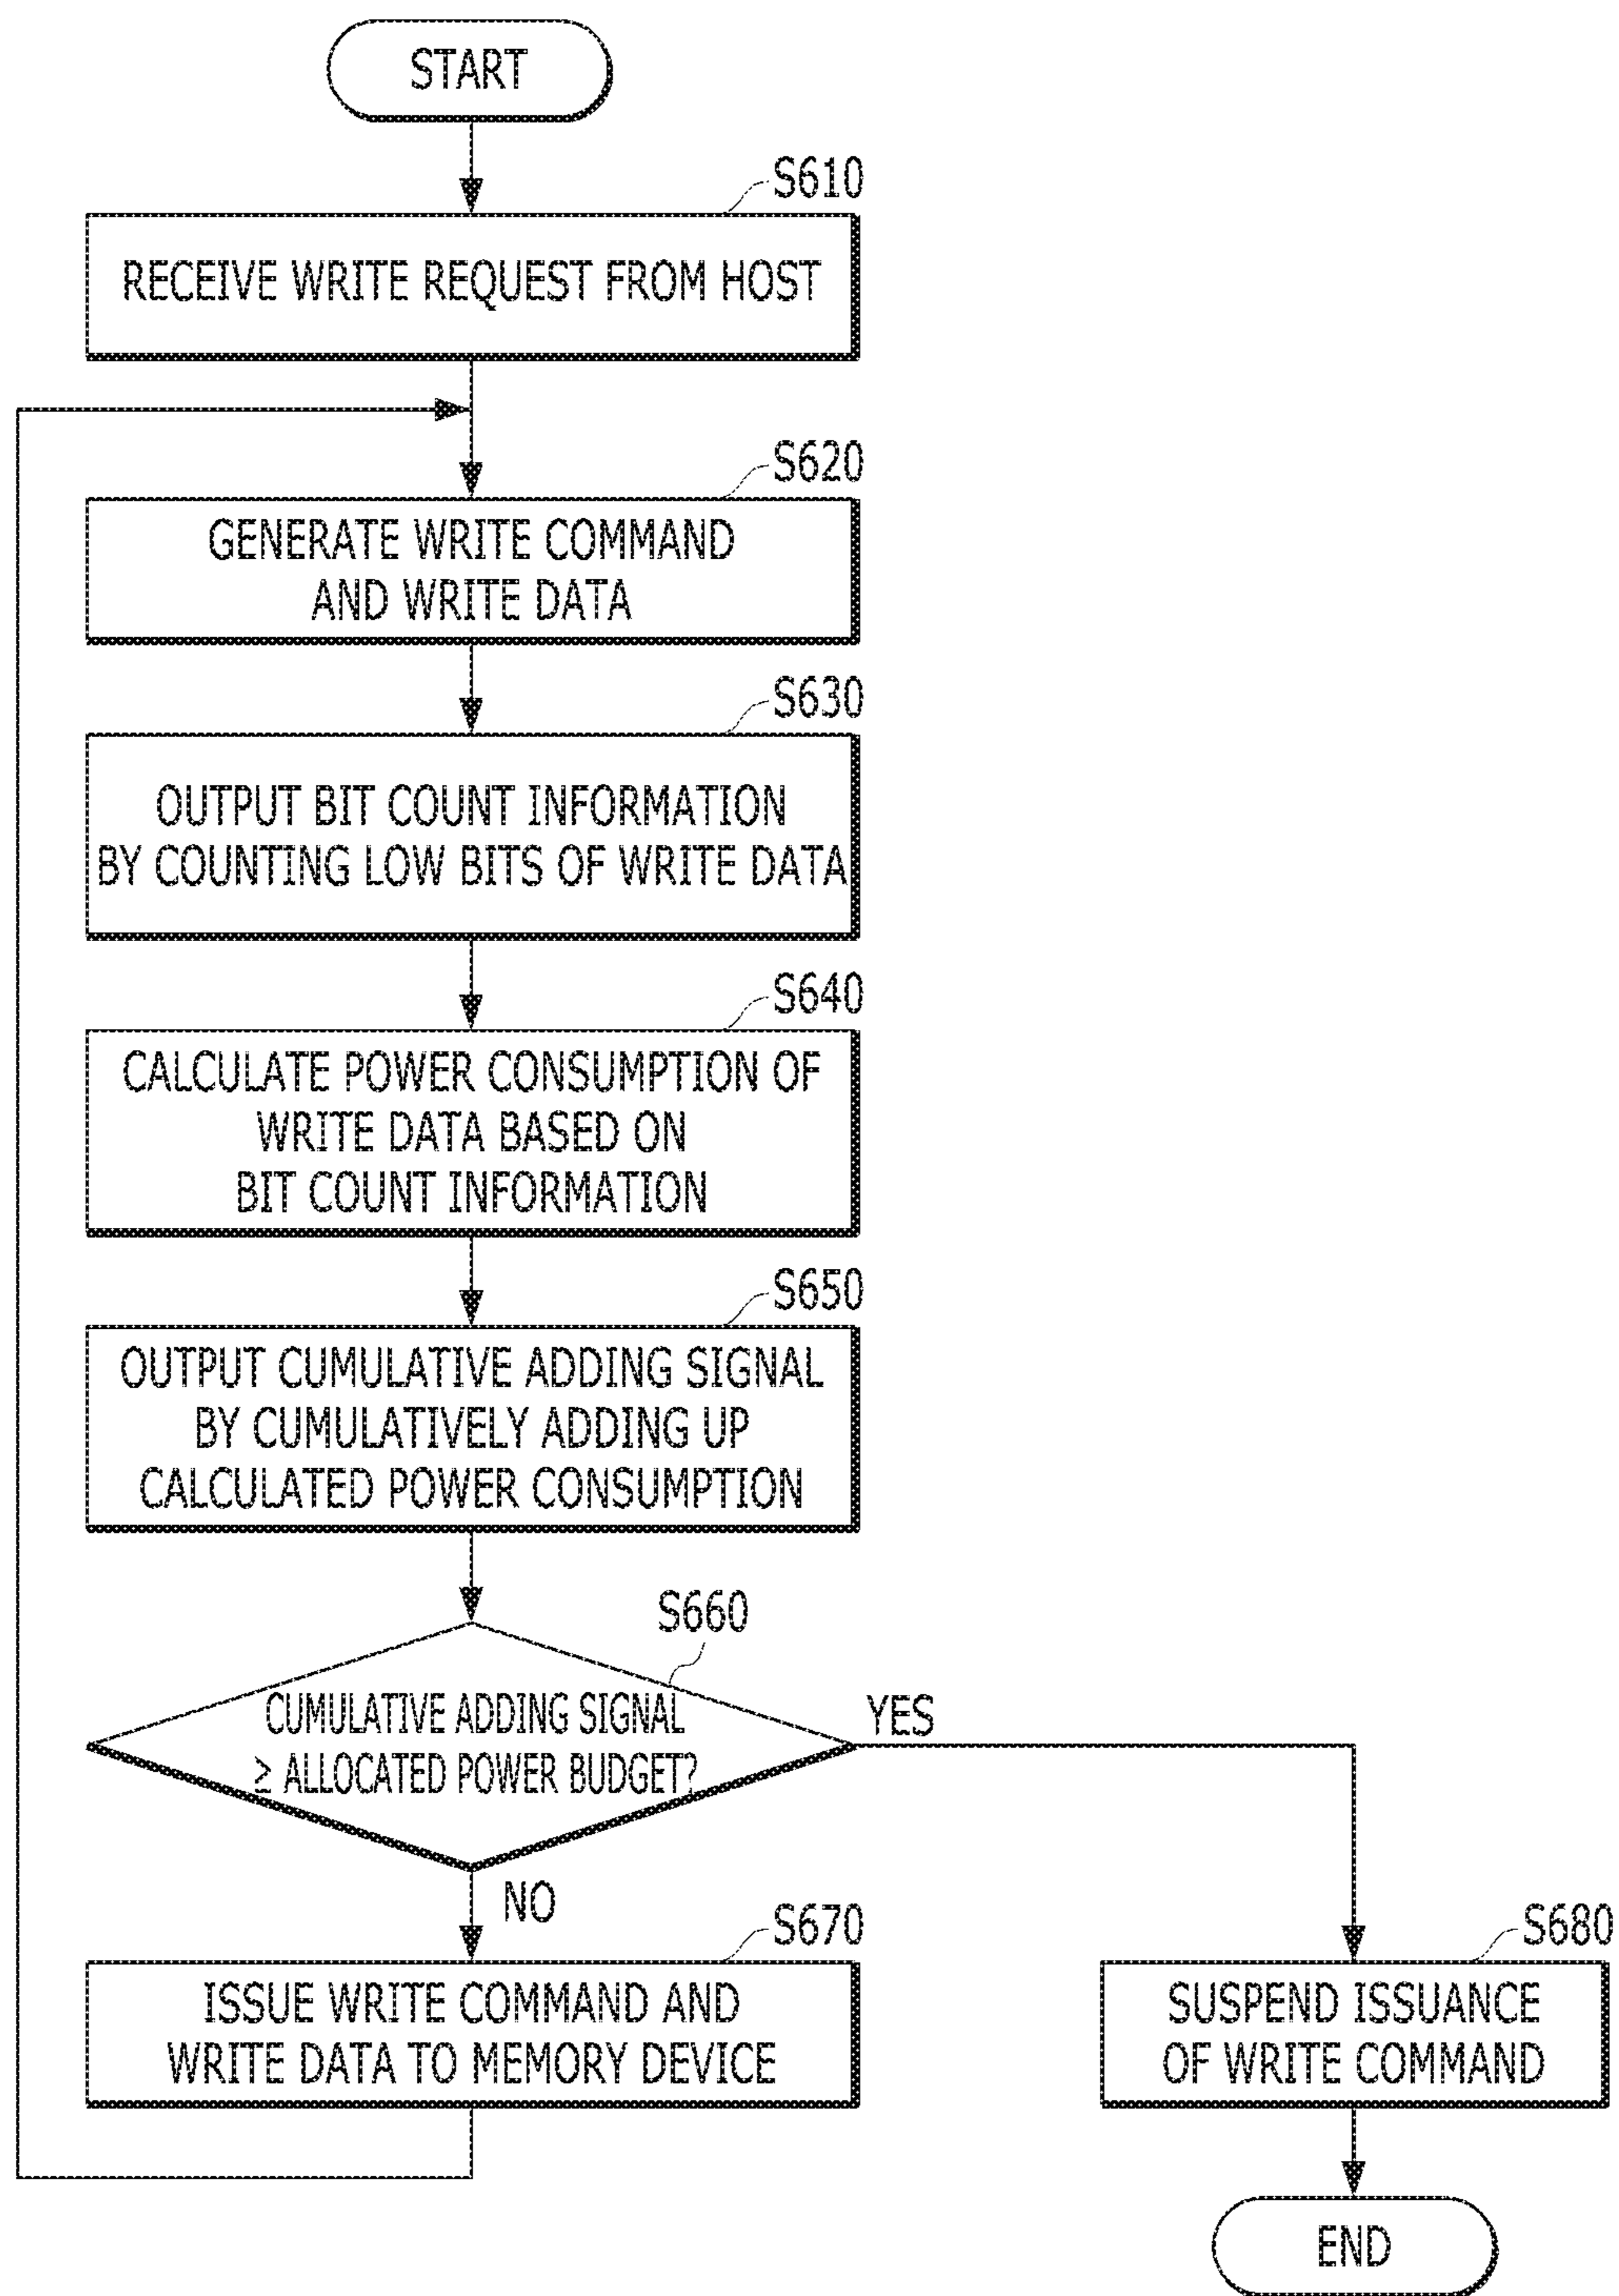 START
S610
RECEIVE WRITE REQUEST FROM HOST
S620
GENERATE WRITE COMMAND
AND WRITE DATA
S630
OUTPUT BIT COUNT INFORMATION
BY COUNTING LOW BITS OF WRITE DATA
S640
CALCULATE POWER CONSUMPTION OF
WRITE DATA BASED ON
BIT COUNT INFORMATION
S650
OUTPUT CUMULATIVE ADDING SIGNAL
BY CUMULATIVELY ADDING UP
CALCULATED POWER CONSUMPTION
S660
CUMULATIVE ADDING SIGNAL
≥ ALLOCATED POWER BUDGET?
YES
NO
S670
ISSUE WRITE COMMAND AND
WRITE DATA TO MEMORY DEVICE
S680
SUSPEND ISSUANCE
OF WRITE COMMAND
END